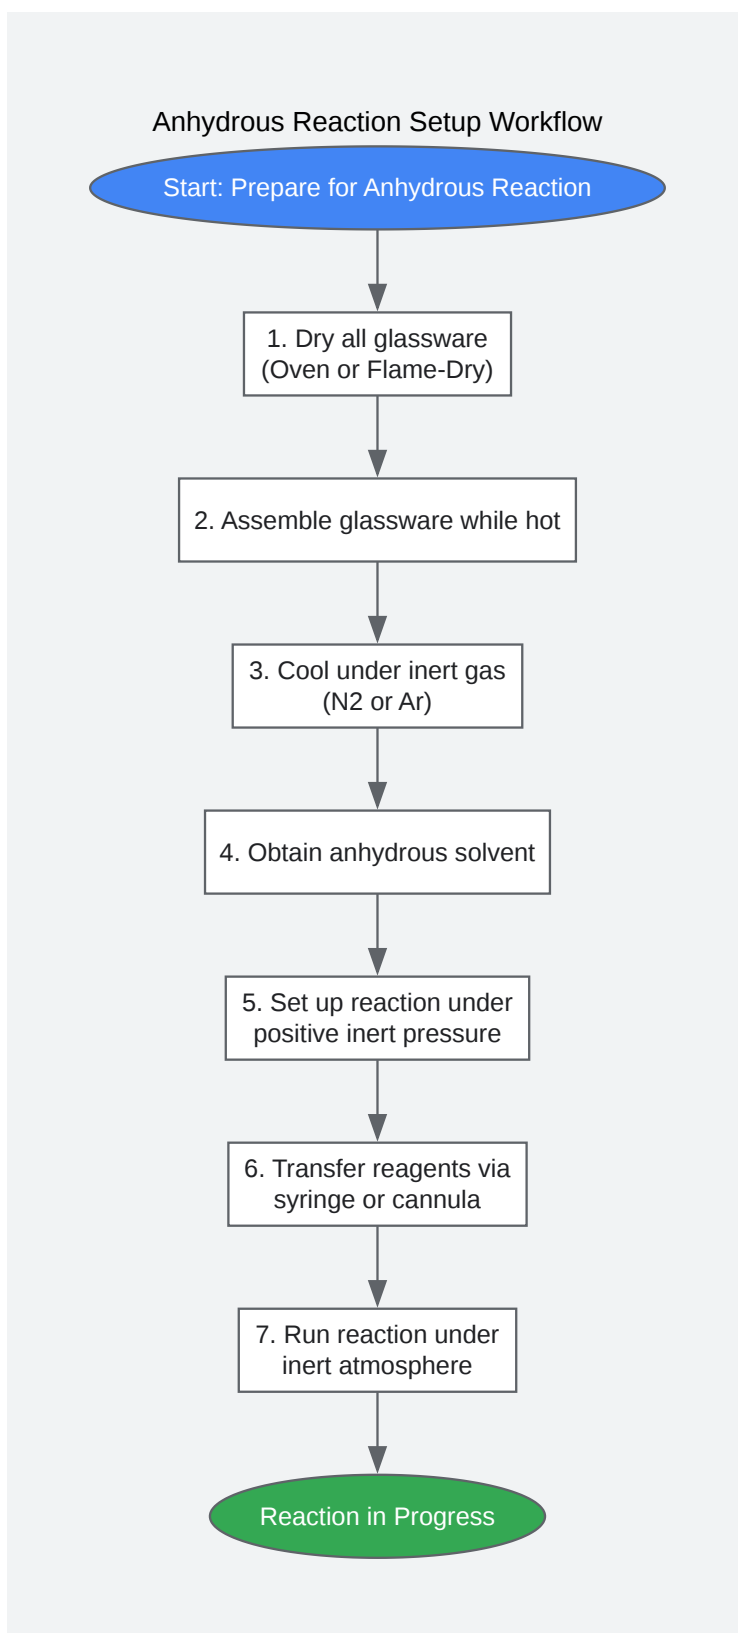 Anhydrous Reaction Setup Workflow
Start: Prepare for Anhydrous Reaction
1. Dry all glassware
(Oven or Flame-Dry)
2. Assemble glassware while hot
3. Cool under inert gas
(N2 or Ar)
4. Obtain anhydrous solvent
5. Set up reaction under
positive inert pressure
6. Transfer reagents via
syringe or cannula
7. Run reaction under
inert atmosphere
Reaction in Progress